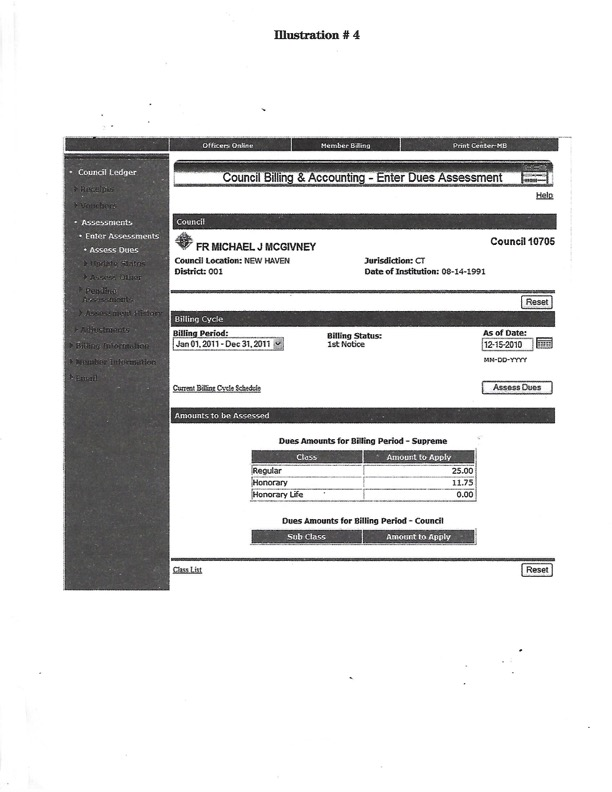 Illustration # 4
Officers Online Member Billing Print Center-MB
Council Ledger
Receipts
Vouchers
Assessments
Enter Assessments
Assess Dues
Update Status
Assess Other
Pending
Assessments
Assessment History
Adjustments
Billing Information
Member Information
Email
Council Billing & Accounting - Enter Dues Assessment
Help
Council
FR MICHAEL J MCGIVNEY
Council 10705
Council Location: NEW HAVEN Jurisdiction: CT
District: 001 Date of Institution: 08-14-1991
Reset
Billing Cycle
Billing Period: Billing Status: As of Date:
Jan 01, 2011 - Dec 31, 2011 1st Notice 12-15-2010
MM-DD-YYYY
Current Billing Cycle Schedule Assess Dues
Amounts to be Assessed
Dues Amounts for Billing Period - Supreme
Class Amount to Apply
Regular 25.00
Honorary 11.75
Honorary Life 0.00
Dues Amounts for Billing Period - Council
Sub Class Amount to Apply
Class List Reset